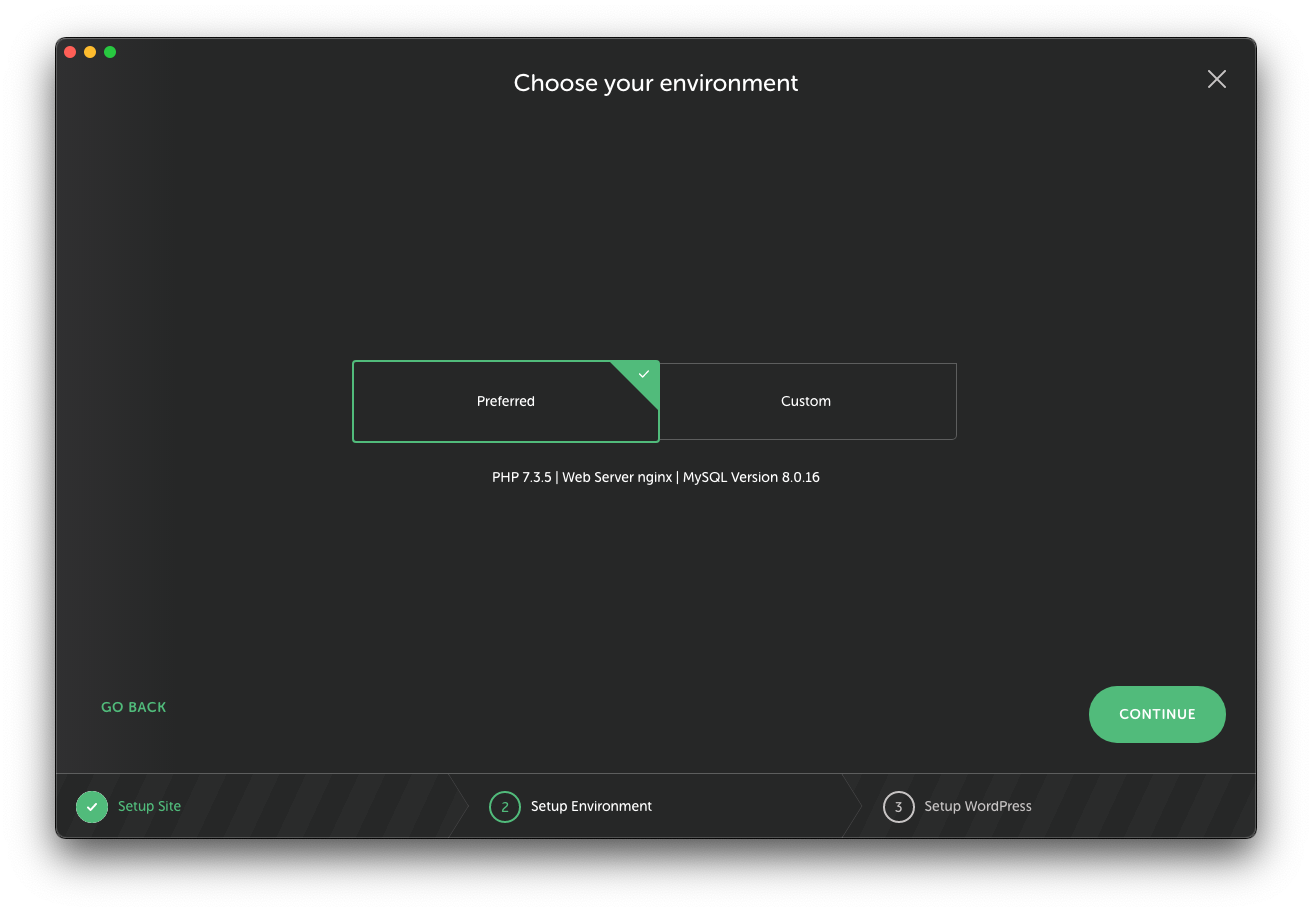 Choose your environment
Preferred
Custom
PHP 7.3.5 | Web Server nginx | MySQL Version 8.0.16
GO BACK
CONTINUE
Setup Site
2 Setup Environment
3 Setup WordPress